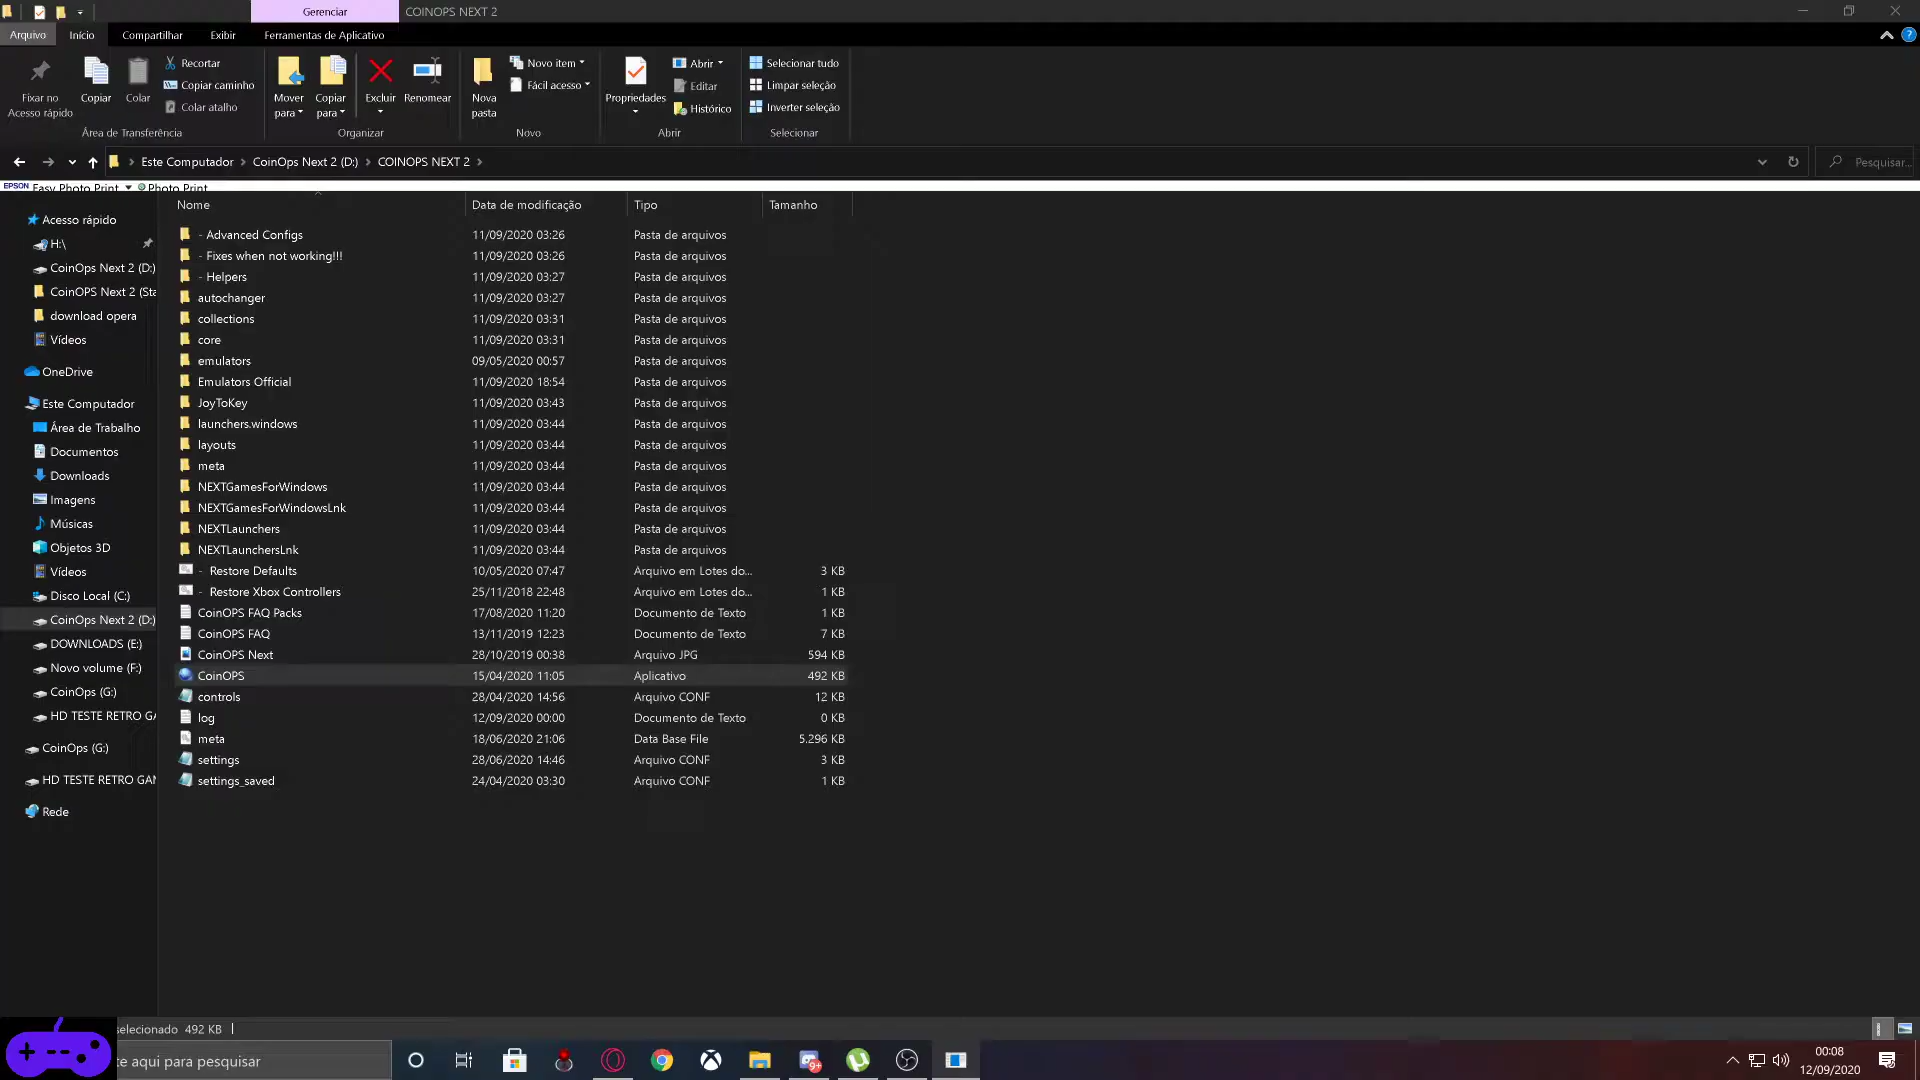 Gerenciar
COINOPS NEXT 2
Arquivo
Início
Compartilhar
Exibir
Ferramentas de Aplicativo
Fixar no
Acesso rápido
Copiar
Colar
Recortar
Copiar caminho
Colar atalho
Área de Transferência
Mover
para
Copiar
para
Excluir
Renomear
Organizar
Nova
pasta
Novo item
Fácil acesso
Novo
Propriedades
Abrir
Editar
Histórico
Abrir
Selecionar tudo
Limpar seleção
Inverter seleção
Selecionar
Este Computador
CoinOps Next 2 (D:)
COINOPS NEXT 2
Pesquisar...
EPSON Easy Photo Print Photo Print
Nome Data de modificação Tipo Tamanho
Acesso rápido
H:\
CoinOps Next 2 (D:)
CoinOPS Next 2 (Sta
download opera
Vídeos
OneDrive
Este Computador
Área de Trabalho
Documentos
Downloads
Imagens
Músicas
Objetos 3D
Vídeos
Disco Local (C:)
CoinOps Next 2 (D:)
DOWNLOADS (E:)
Novo volume (F:)
CoinOps (G:)
HD TESTE RETRO GA
CoinOps (G:)
HD TESTE RETRO GAM
Rede
- Advanced Configs 11/09/2020 03:26 Pasta de arquivos
- Fixes when not working!!! 11/09/2020 03:26 Pasta de arquivos
- Helpers 11/09/2020 03:27 Pasta de arquivos
autochanger 11/09/2020 03:27 Pasta de arquivos
collections 11/09/2020 03:31 Pasta de arquivos
core 11/09/2020 03:31 Pasta de arquivos
emulators 09/05/2020 00:57 Pasta de arquivos
Emulators Official 11/09/2020 18:54 Pasta de arquivos
JoyToKey 11/09/2020 03:43 Pasta de arquivos
launchers.windows 11/09/2020 03:44 Pasta de arquivos
layouts 11/09/2020 03:44 Pasta de arquivos
meta 11/09/2020 03:44 Pasta de arquivos
NEXTGamesForWindows 11/09/2020 03:44 Pasta de arquivos
NEXTGamesForWindowsLnk 11/09/2020 03:44 Pasta de arquivos
NEXTLaunchers 11/09/2020 03:44 Pasta de arquivos
NEXTLaunchersLnk 11/09/2020 03:44 Pasta de arquivos
- Restore Defaults 10/05/2020 07:47 Arquivo em Lotes do... 3 KB
- Restore Xbox Controllers 25/11/2018 22:48 Arquivo em Lotes do... 1 KB
CoinOPS FAQ Packs 17/08/2020 11:20 Documento de Texto 1 KB
CoinOPS FAQ 13/11/2019 12:23 Documento de Texto 7 KB
CoinOPS Next 28/10/2019 00:38 Arquivo JPG 594 KB
CoinOPS 15/04/2020 11:05 Aplicativo 492 KB
controls 28/04/2020 14:56 Arquivo CONF 12 KB
log 12/09/2020 00:00 Documento de Texto 0 KB
meta 18/06/2020 21:06 Data Base File 5.296 KB
settings 28/06/2020 14:46 Arquivo CONF 3 KB
settings_saved 24/04/2020 03:30 Arquivo CONF 1 KB
selecionado 492 KB
te aqui para pesquisar
9+
00:08
12/09/2020